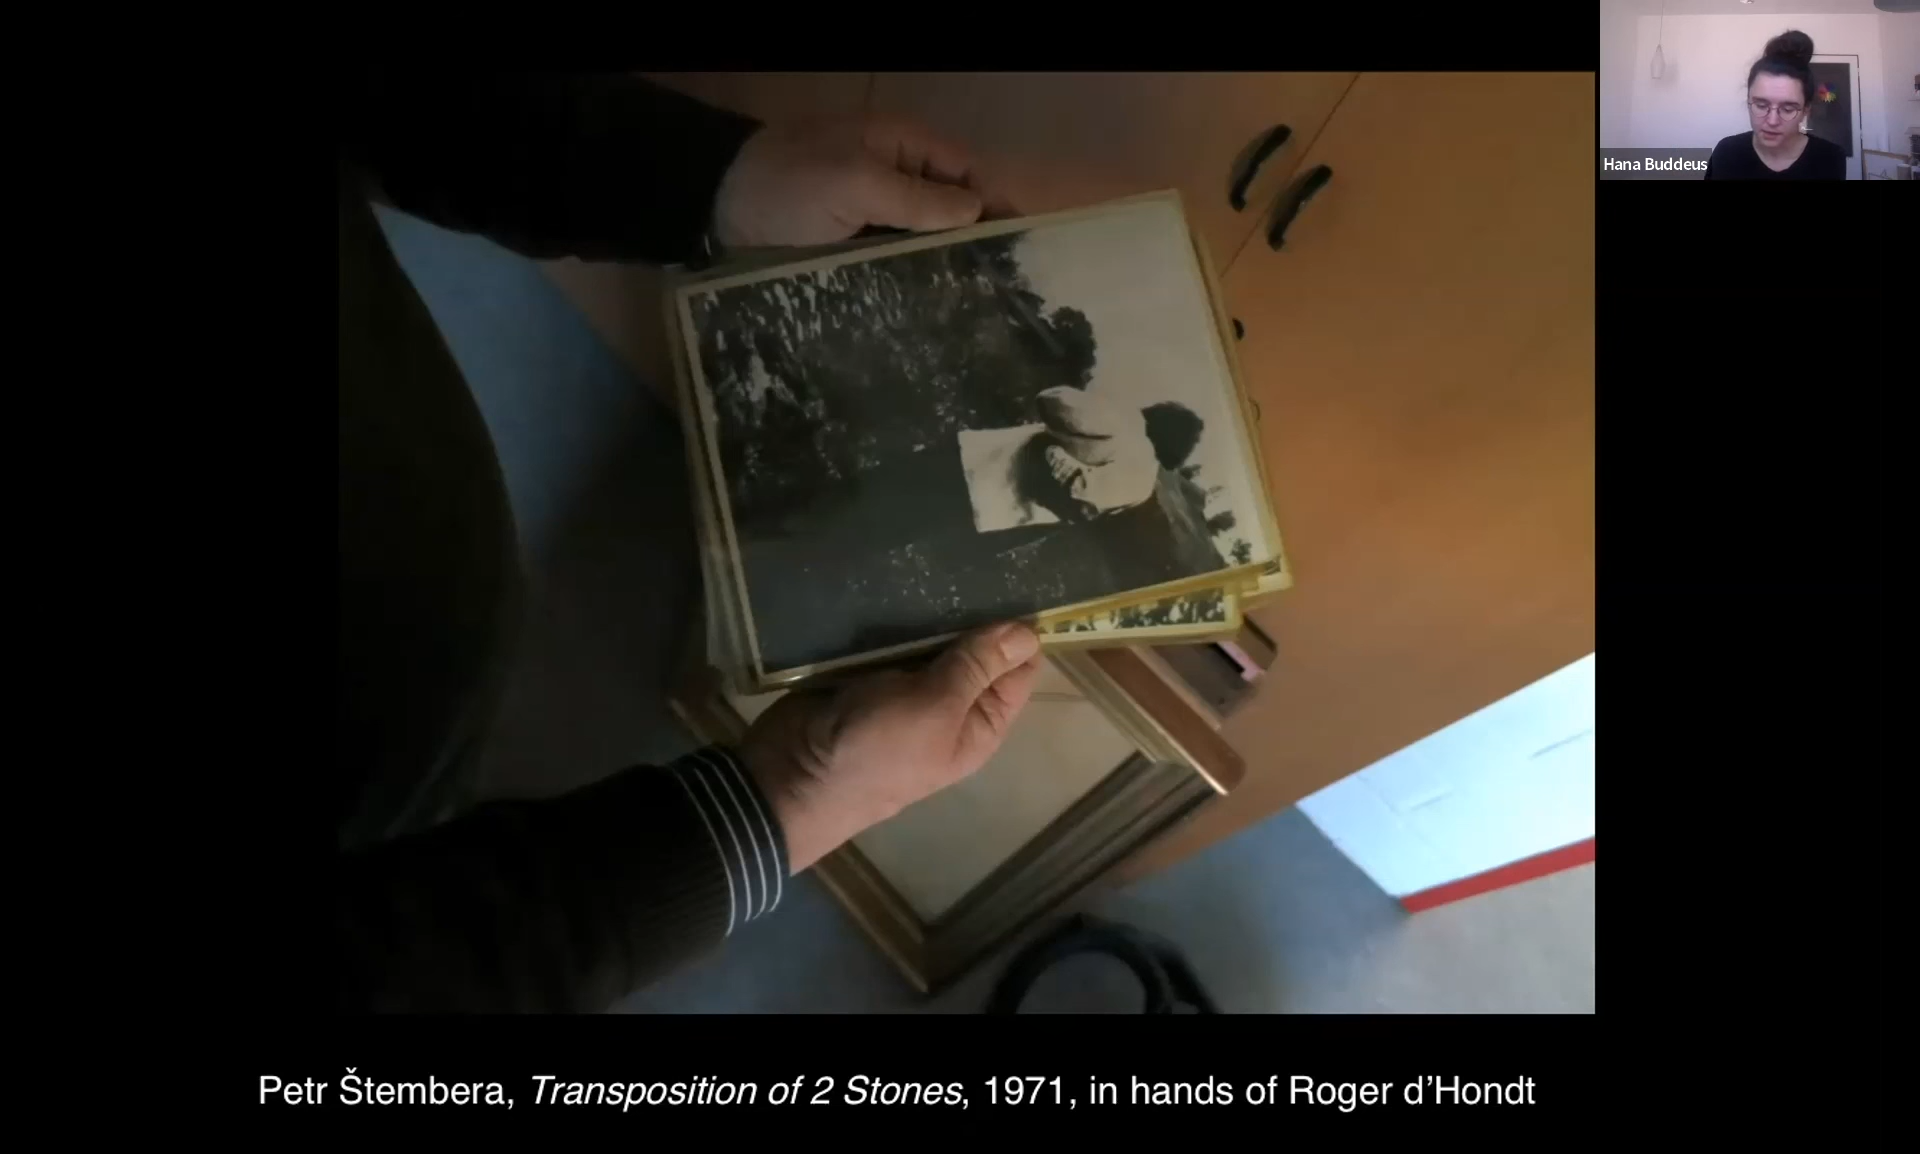 Hana Buddeus
Petr Štembera, Transposition of 2 Stones, 1971, in hands of Roger d’Hondt